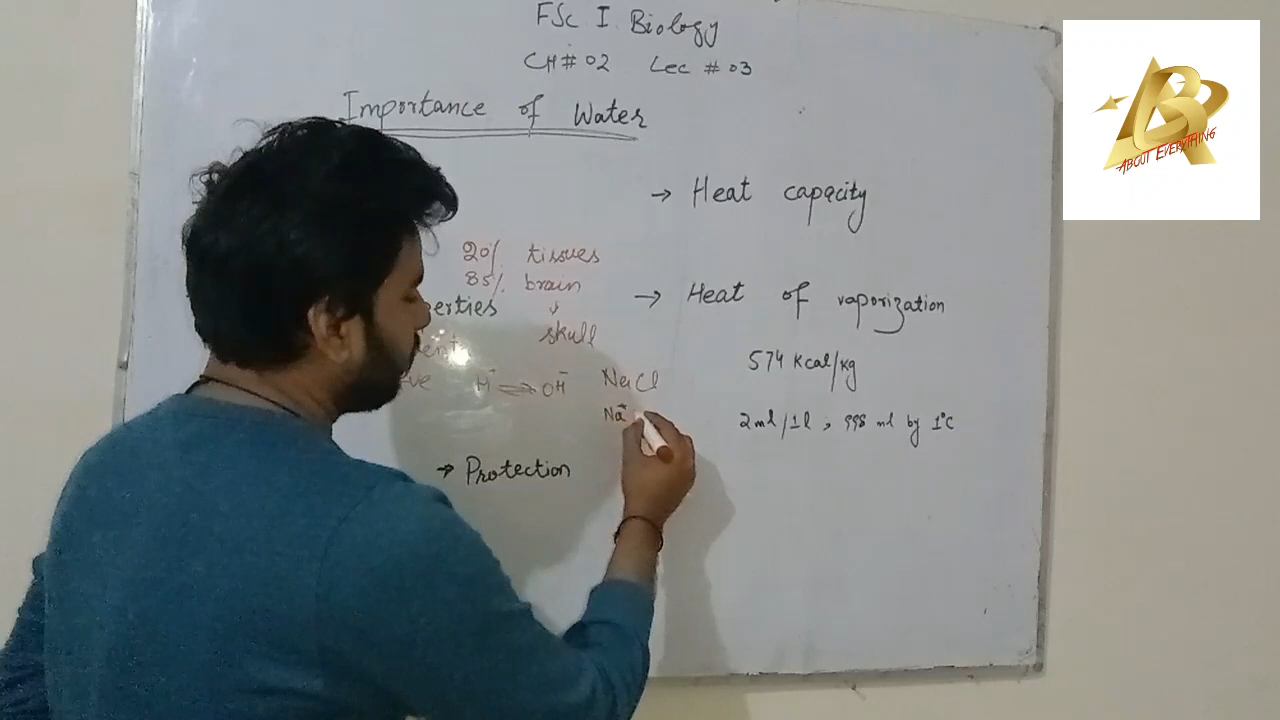 FSc I Biology
CH # 02 Lec # 03
Importance of Water
20% tissues
85% brain
↓
skull
erties
H⁺ ⇌ OH⁻ NaCl
Na⁺
→ Protection
→ Heat capacity
→ Heat of vaporization
574 Kcal/kg
2ml/1l , 998 ml by 1°C
ABOUT EVERYTHING